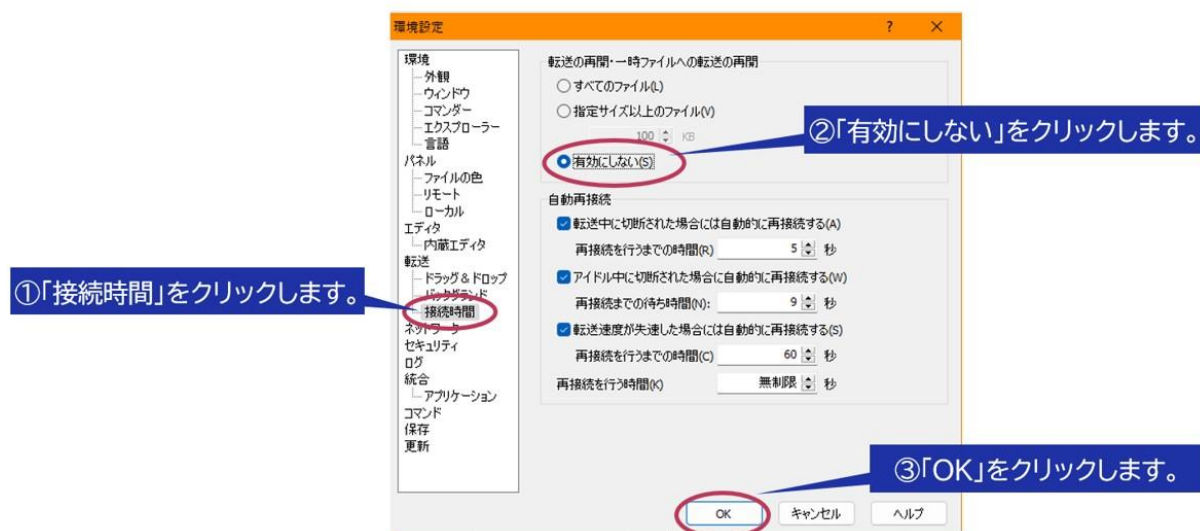 環境設定
環境
外観
ウィンドウ
コマンダー
エクスプローラー
言語
パネル
ファイルの色
リモート
ローカル
エディタ
内蔵エディタ
転送
ドラッグ & ドロップ
バックグランド
接続時間
ネットワーク
セキュリティ
ログ
統合
アプリケーション
コマンド
保存
更新
①「接続時間」をクリックします。
転送の再開・一時ファイルへの転送の再開
すべてのファイル(L)
指定サイズ以上のファイル(V)
100 KB
有効にしない(S)
②「有効にしない」をクリックします。
自動再接続
転送中に切断された場合には自動的に再接続する(A)
再接続を行うまでの時間(R) 5 秒
アイドル中に切断された場合に自動的に再接続する(W)
再接続までの待ち時間(N): 9 秒
転送速度が失速した場合には自動的に再接続する(S)
再接続を行うまでの時間(C) 60 秒
再接続を行う時間(K) 無制限 秒
③「OK」をクリックします。
OK キャンセル ヘルプ